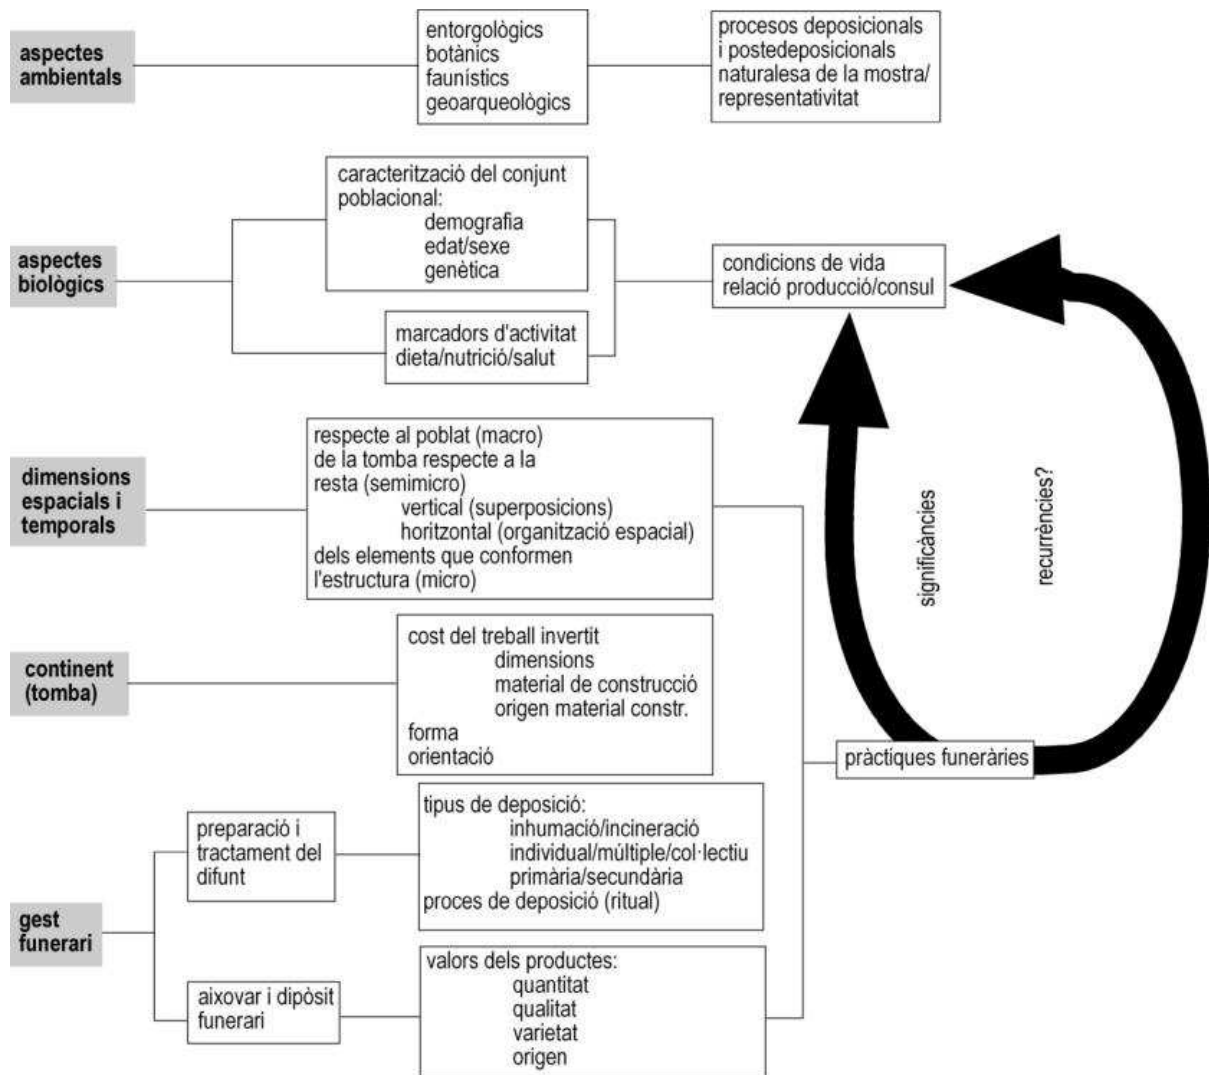 aspectes
ambientals
entorgològics
botànics
faunístics
geoarqueològics
procesos deposicionals
i postedeposicionals
naturalesa de la mostra/
representativitat
aspectes
biològics
caracterització del conjunt
poblacional:
demografia
edat/sexe
genètica
marcadors d'activitat
dieta/nutrició/salut
condicions de vida
relació producció/consul
dimensions
espacials i
temporals
respecte al poblat (macro)
de la tomba respecte a la
resta (semimicro)
vertical (superposicions)
horitzontal (organització espacial)
dels elements que conformen
l'estructura (micro)
significàncies
recurrències?
continent
(tomba)
cost del treball invertit
dimensions
material de construcció
origen material constr.
forma
orientació
pràctiques funeràries
gest
funerari
preparació i
tractament del
difunt
tipus de deposició:
inhumació/incineració
individual/múltiple/col·lectiu
primària/secundària
proces de deposició (ritual)
aixovar i dipòsit
funerari
valors dels productes:
quantitat
qualitat
varietat
origen